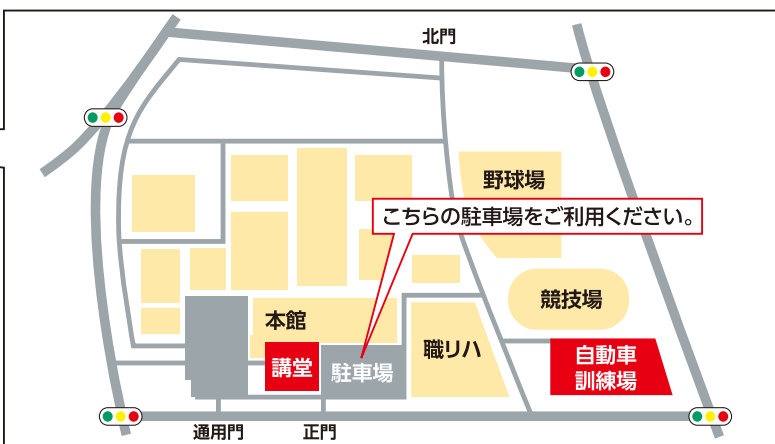 北門
野球場
こちらの駐車場をご利用ください。
競技場
本館
職リハ
自動車
訓練場
講堂
駐車場
通用門
正門